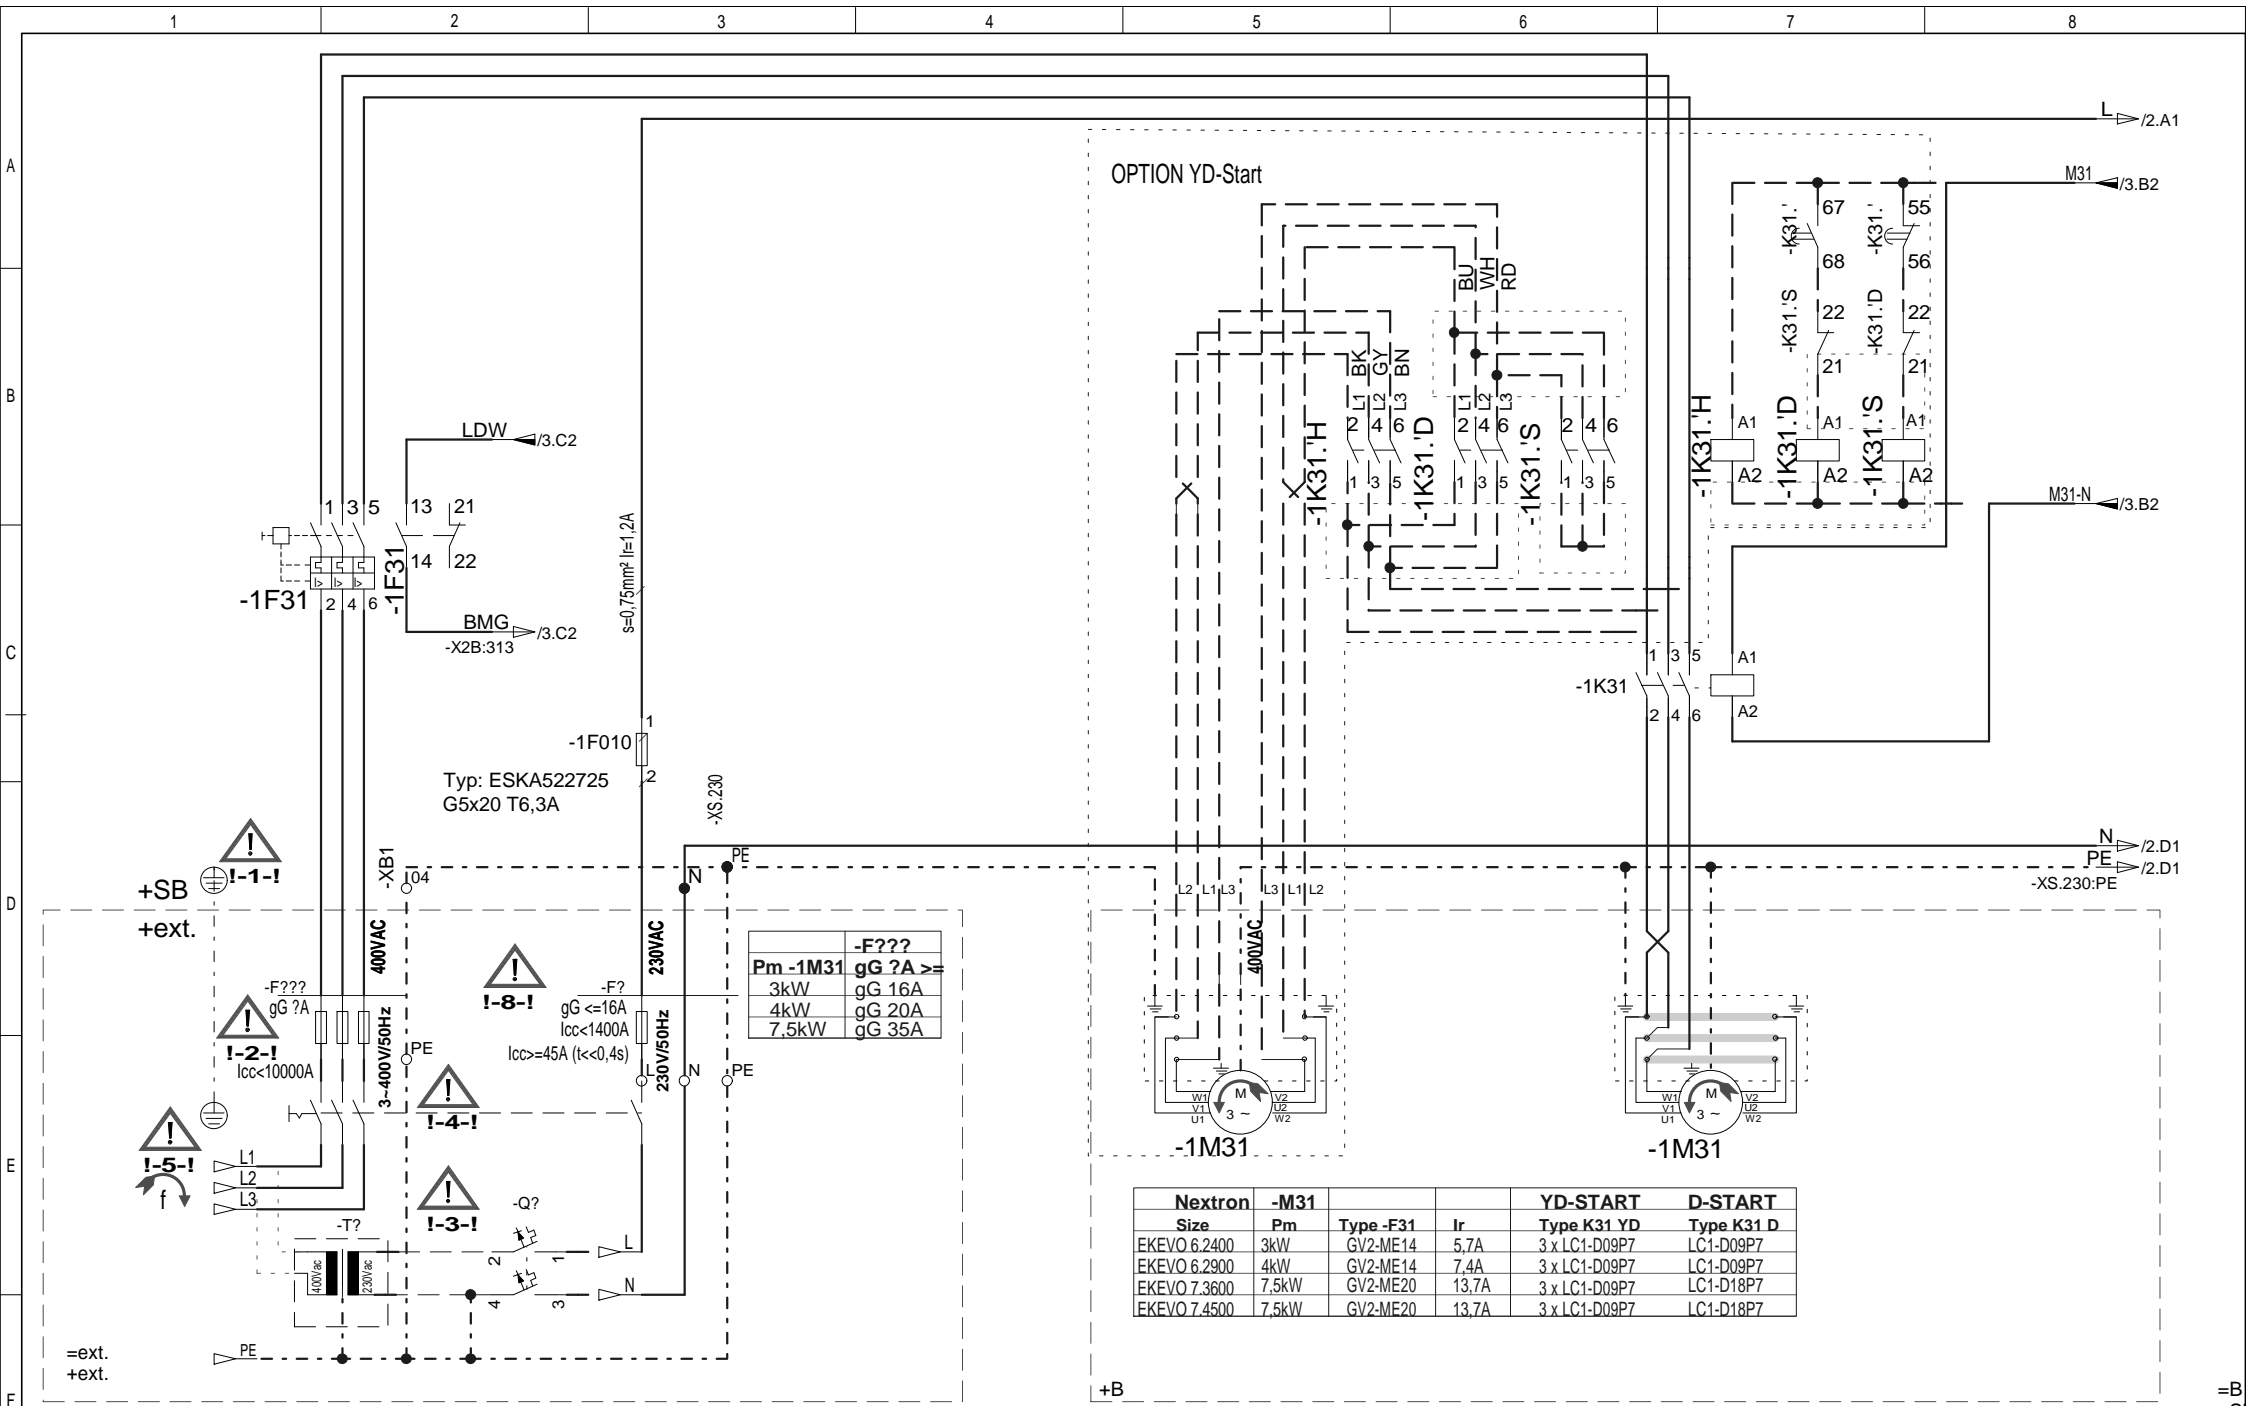 1 2 3 4 5 6 7 8
A
B
C
D
E
F
L /2.A1
OPTION YD-Start
M31 /3.B2
67 55
-K31.' -K31.'
68 56
BU WH RD
-K31.'S 22 -K31.'D 22
21 21
BK GY BN
L1 L2 L3 L1 L2 L3
-1K31.'H 2 4 6 -1K31.'D 2 4 6 -1K31.'S 2 4 6
1 3 5 1 3 5 1 3 5
-1K31.'H A1 -1K31.'D A1 -1K31.'S A1
A2 A2 A2
M31-N /3.B2
LDW /3.C2
1 3 5 13 21
14 22
I> I> I>
-1F31 2 4 6 -1F31
BMG /3.C2
-X2B:313
s=0,75mm² Ir=1,2A
1 3 5 A1
-1K31
2 4 6 A2
1
-1F010
2
Typ: ESKA522725
G5x20 T6,3A
-XS.230
N /2.D1
PE /2.D1
-XS.230:PE
!
!-1-!
+SB
+ext.
-XB1
104
PE
N
L2 L1 L3 L3 L1 L2
400VAC
230VAC
400VAC
-F???
Pm -1M31 gG ?A >=
3kW gG 16A
4kW gG 20A
7,5kW gG 35A
-F???
gG ?A
!
!-2-!
Icc<10000A
3~400V/50Hz
PE
!
!-8-!
-F?
gG <=16A
Icc<1400A
Icc>=45A (t<<0,4s)
230V/50Hz
L N PE
!
!-4-!
!
!-5-!
f
L1
L2
L3
!
!-3-!
-T?
400Vac 230Vac
-Q?
2 1 L
4 3 N
PE
=ext.
+ext.
W1 V1 U1 M 3 ~ V2 U2 W2
-1M31
W1 V1 U1 M 3 ~ V2 U2 W2
-1M31
Nextron -M31 YD-START D-START
Size Pm Type -F31 Ir Type K31 YD Type K31 D
EKEVO 6.2400 3kW GV2-ME14 5,7A 3 x LC1-D09P7 LC1-D09P7
EKEVO 6.2900 4kW GV2-ME14 7,4A 3 x LC1-D09P7 LC1-D09P7
EKEVO 7.3600 7,5kW GV2-ME20 13,7A 3 x LC1-D09P7 LC1-D18P7
EKEVO 7.4500 7,5kW GV2-ME20 13,7A 3 x LC1-D09P7 LC1-D18P7
+B
=B